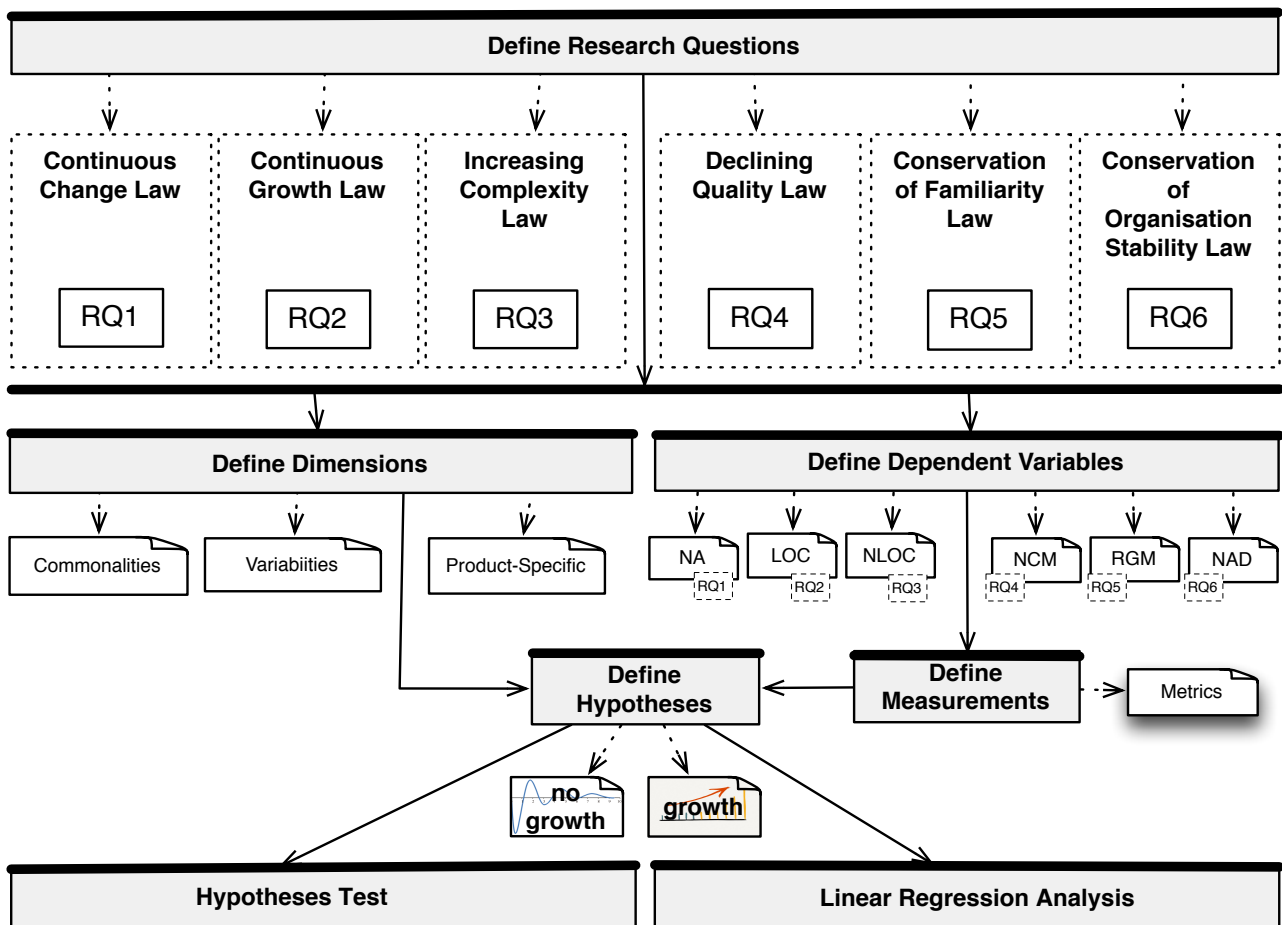 Define Research Questions
Continuous
Change Law
RQ1
Continuous
Growth Law
RQ2
Increasing
Complexity
Law
RQ3
Declining
Quality Law
RQ4
Conservation
of Familiarity
Law
RQ5
Conservation
of
Organisation
Stability Law
RQ6
Define Dimensions
Define Dependent Variables
Commonalities
Variabiities
Product-Specific
NA
RQ1
LOC
RQ2
NLOC
RQ3
NCM
RQ4
RGM
RQ5
NAD
RQ6
Define
Hypotheses
Define
Measurements
Metrics
no
growth
growth
Hypotheses Test
Linear Regression Analysis